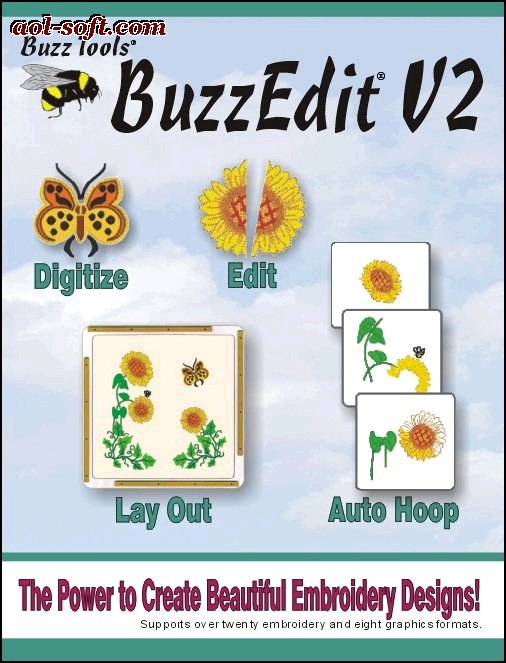 aol-soft.com
Buzz Tools®
BuzzEdit® V2
Digitize
Edit
Lay Out
Auto Hoop
The Power to Create Beautiful Embroidery Designs!
Supports over twenty embroidery and eight graphics formats.